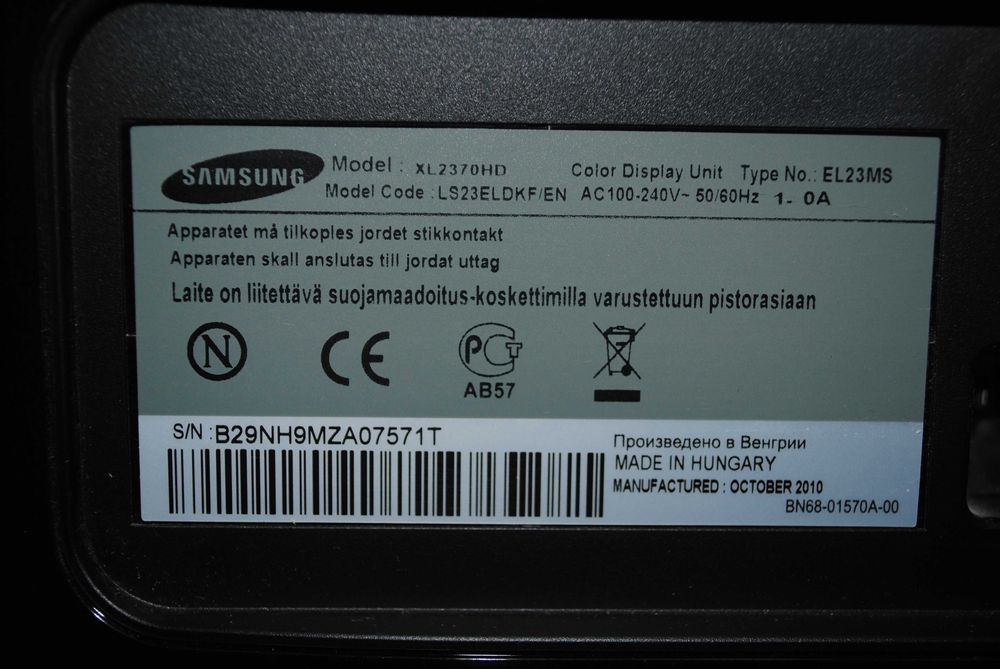 SAMSUNG
Model : XL2370HD
Color Display Unit Type No.: EL23MS
Model Code : LS23ELDKF/EN AC100-240V~ 50/60Hz 1. 0A
Apparatet må tilkoples jordet stikkontakt
Apparaten skall anslutas till jordat uttag
Laite on liitettävä suojamaadoitus-koskettimilla varustettuun pistorasiaan
N
CE
PCT
AB57
S/N :B29NH9MZA07571T
Произведено в Венгрии
MADE IN HUNGARY
MANUFACTURED : OCTOBER 2010
BN68-01570A-00